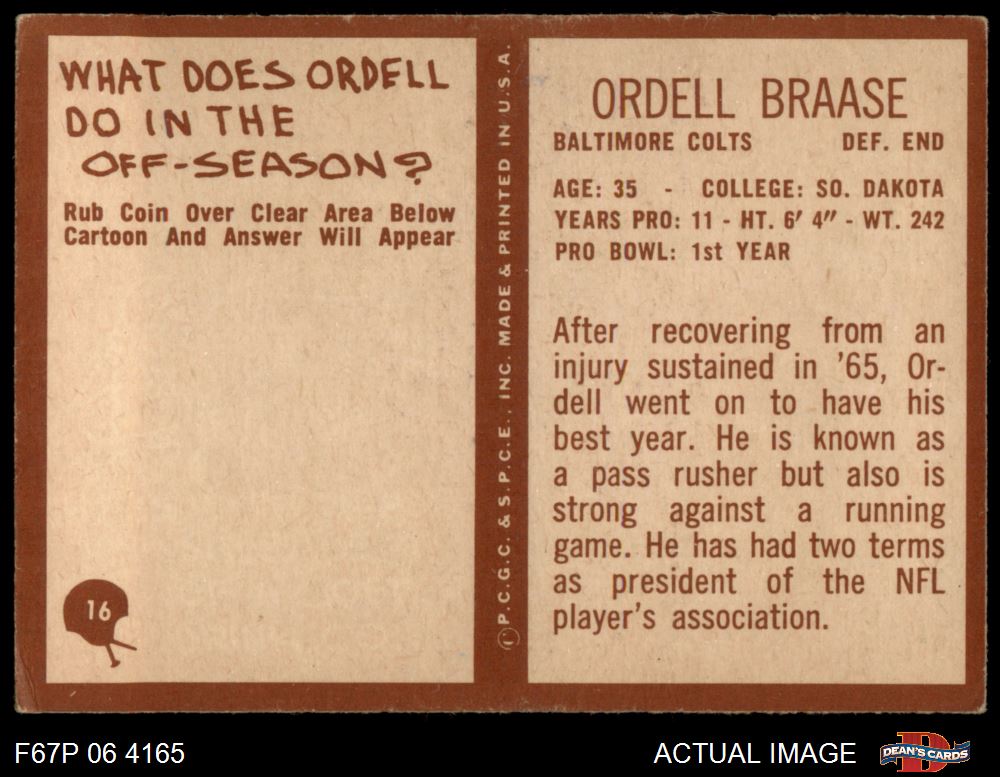 WHAT DOES ORDELL
DO IN THE
OFF-SEASON?
Rub Coin Over Clear Area Below
Cartoon And Answer Will Appear
16
©P.C.G.C. & S.P.C.E., INC. MADE & PRINTED IN U.S.A.
ORDELL BRAASE
BALTIMORE COLTS DEF. END
AGE: 35 - COLLEGE: SO. DAKOTA
YEARS PRO: 11 - HT. 6′ 4″ - WT. 242
PRO BOWL: 1st YEAR
After recovering from an
injury sustained in ’65, Or-
dell went on to have his
best year. He is known as
a pass rusher but also is
strong against a running
game. He has had two terms
as president of the NFL
player’s association.
F67P 06 4165
ACTUAL IMAGE
DEAN'S CARDS